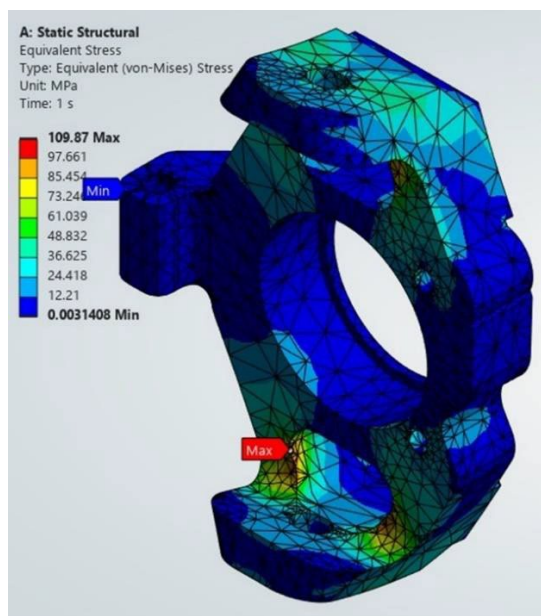 A: Static Structural
Equivalent Stress
Type: Equivalent (von-Mises) Stress
Unit: MPa
Time: 1 s
109.87 Max
97.661
85.454
73.246
61.039
48.832
36.625
24.418
12.21
0.0031408 Min
Min
Max